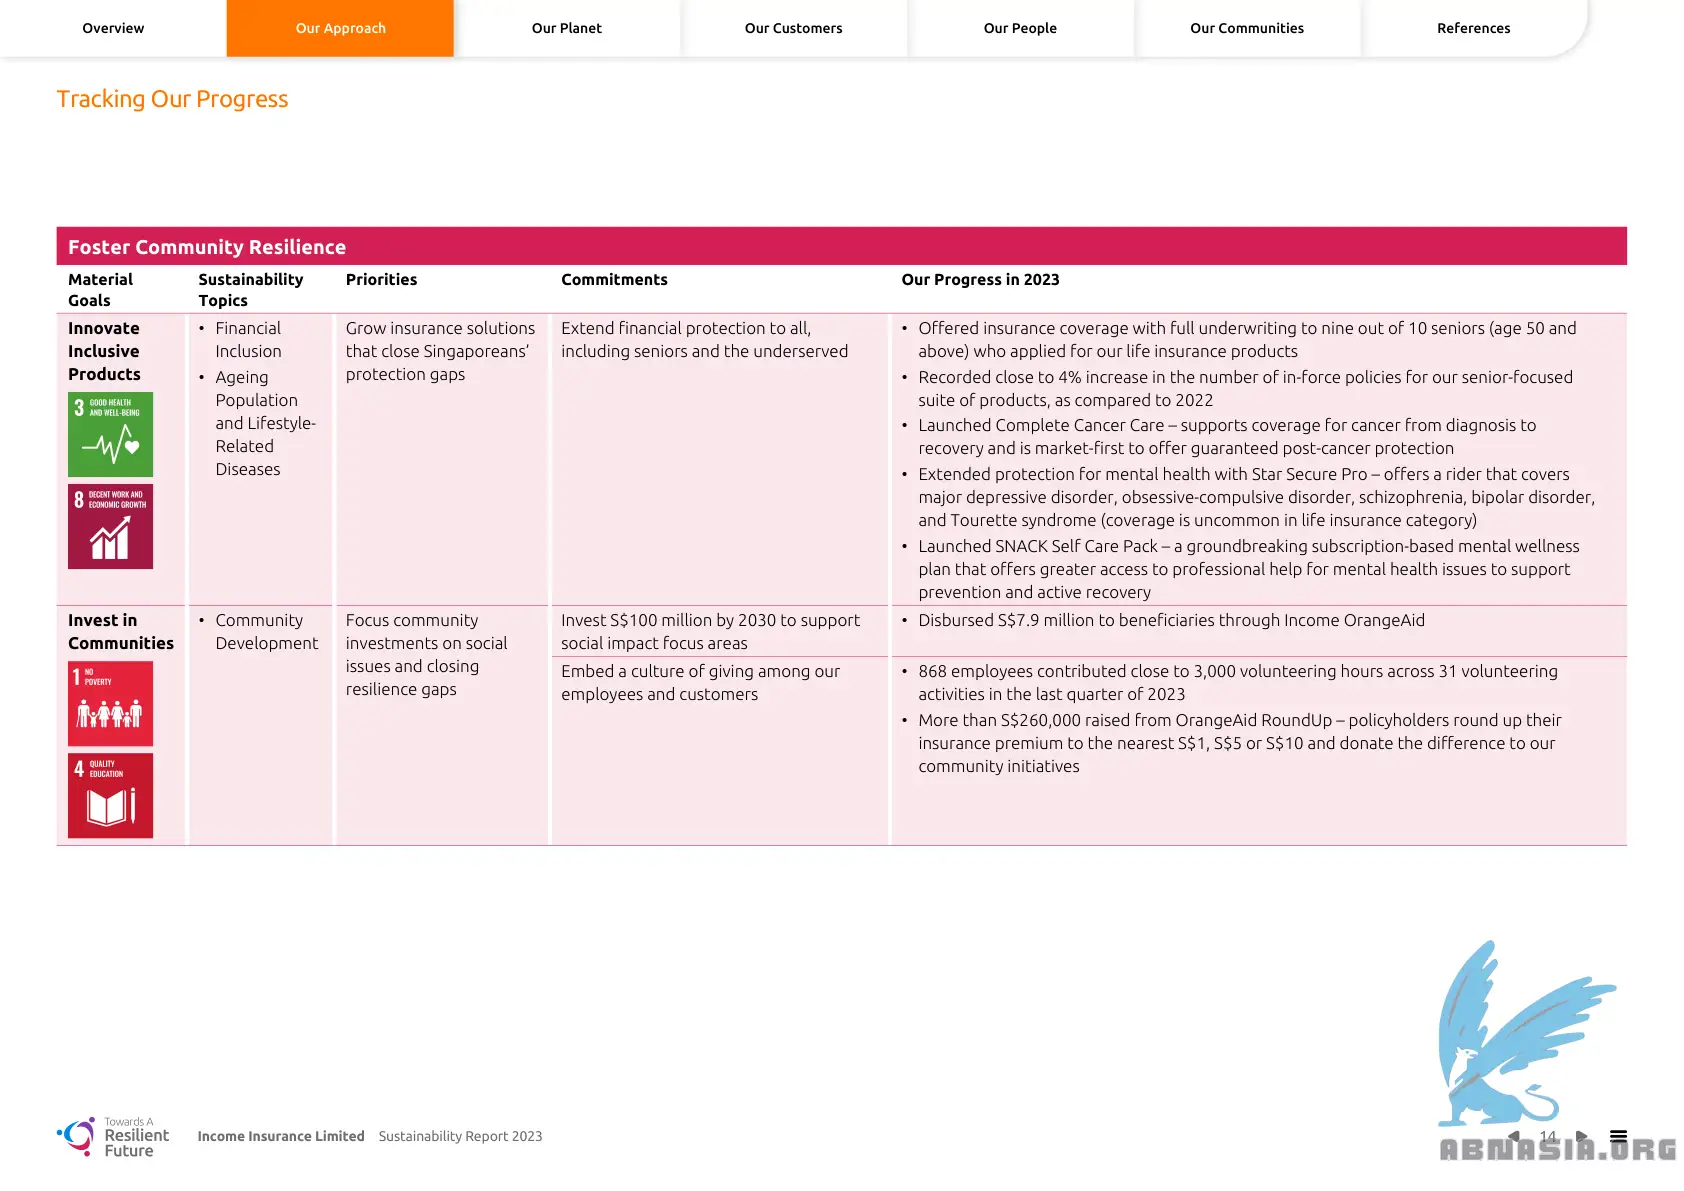 Overview
Our Approach
Our Planet
Our Customers
Our People
Our Communities
References
Tracking Our Progress
Foster Community Resilience
Material
Goals
Sustainability
Topics
Priorities
Commitments
Our Progress in 2023
Innovate
Inclusive
Products
3 GOOD HEALTH
AND WELL-BEING
8 DECENT WORK AND
ECONOMIC GROWTH
• Financial
Inclusion
• Ageing
Population
and Lifestyle-
Related
Diseases
Grow insurance solutions
that close Singaporeans’
protection gaps
Extend financial protection to all,
including seniors and the underserved
• Offered insurance coverage with full underwriting to nine out of 10 seniors (age 50 and
above) who applied for our life insurance products
• Recorded close to 4% increase in the number of in-force policies for our senior-focused
suite of products, as compared to 2022
• Launched Complete Cancer Care – supports coverage for cancer from diagnosis to
recovery and is market-first to offer guaranteed post-cancer protection
• Extended protection for mental health with Star Secure Pro – offers a rider that covers
major depressive disorder, obsessive-compulsive disorder, schizophrenia, bipolar disorder,
and Tourette syndrome (coverage is uncommon in life insurance category)
• Launched SNACK Self Care Pack – a groundbreaking subscription-based mental wellness
plan that offers greater access to professional help for mental health issues to support
prevention and active recovery
Invest in
Communities
1 NO
POVERTY
4 QUALITY
EDUCATION
• Community
Development
Focus community
investments on social
issues and closing
resilience gaps
Invest S$100 million by 2030 to support
social impact focus areas
• Disbursed S$7.9 million to beneficiaries through Income OrangeAid
Embed a culture of giving among our
employees and customers
• 868 employees contributed close to 3,000 volunteering hours across 31 volunteering
activities in the last quarter of 2023
• More than S$260,000 raised from OrangeAid RoundUp – policyholders round up their
insurance premium to the nearest S$1, S$5 or S$10 and donate the difference to our
community initiatives
Towards A
Resilient
Future
Income Insurance Limited Sustainability Report 2023
14
ABNASIA.ORG